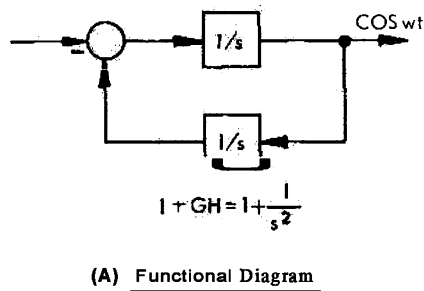 COS wt
1/s
−
1/s
1 + GH = 1 + 1/s²
(A) Functional Diagram